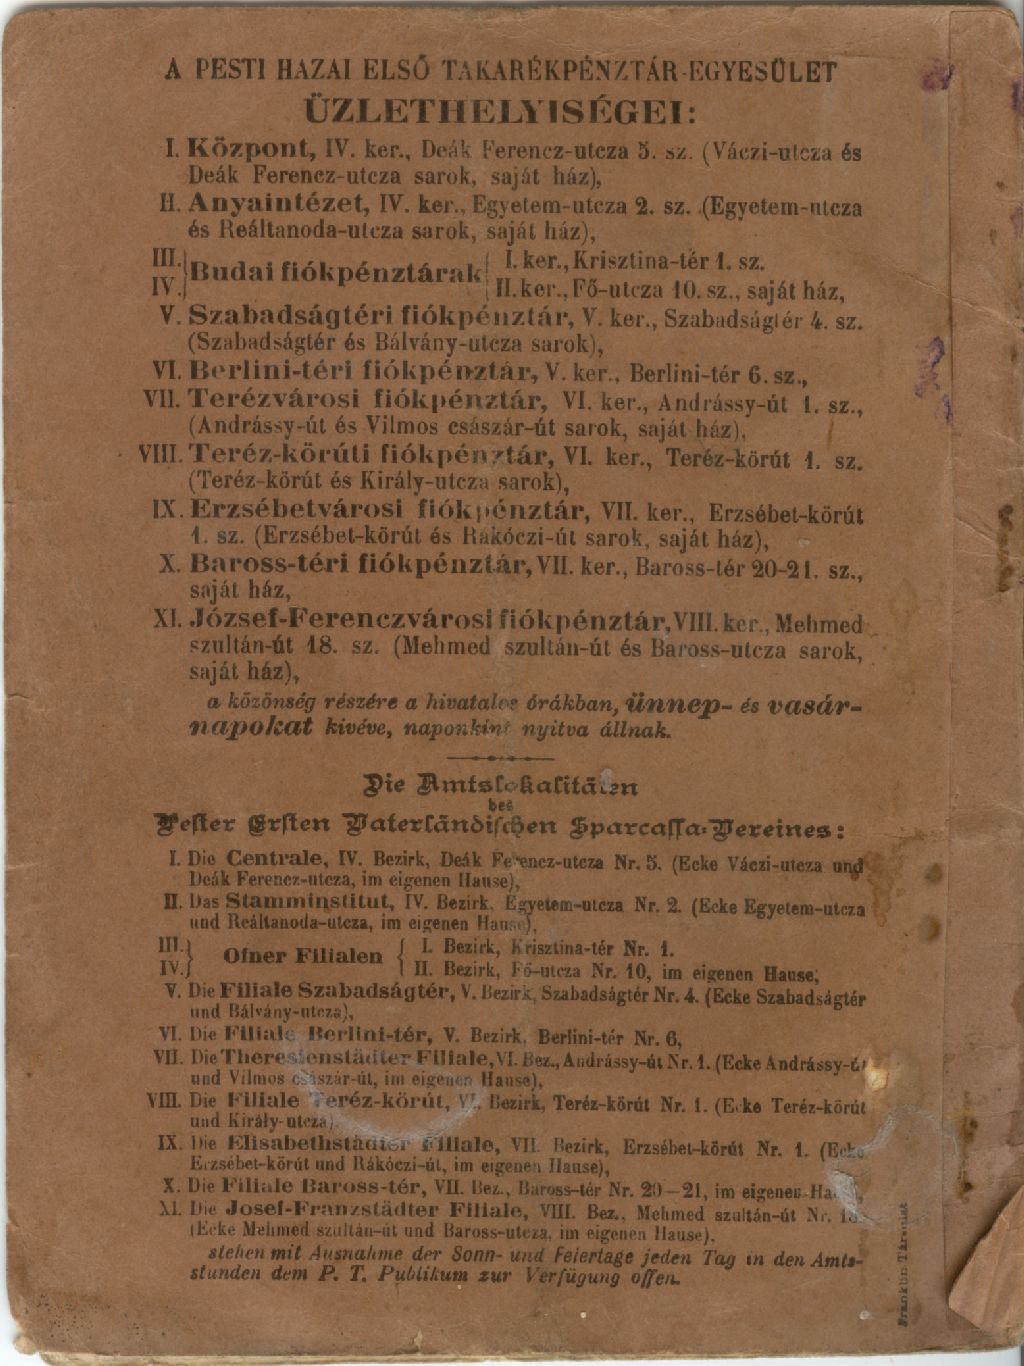 A PESTI HAZAI ELSŐ TAKARÉKPÉNZTÁR-EGYESÜLET
ÜZLETHELYISÉGEI:
I. Központ, IV. ker., Deák Ferencz-utcza 5. sz. (Váczi-utcza és
Deák Ferencz-utcza sarok, saját ház),
II. Anyaintézet, IV. ker., Egyetem-utcza 2. sz. (Egyetem-utcza
és Reáltanoda-utcza sarok, saját ház),
III. IV. } Budai fiókpénztárak { I. ker., Krisztina-tér 1. sz.
II. ker., Fő-utcza 10. sz., saját ház,
V. Szabadságtéri fiókpénztár, V. ker., Szabadságtér 4. sz.
(Szabadságtér és Bálvány-utcza sarok),
VI. Berlini-téri fiókpénztár, V. ker., Berlini-tér 6. sz.,
VII. Terézvárosi fiókpénztár, VI. ker., Andrássy-út 1. sz.,
(Andrássy-út és Vilmos császár-út sarok, saját ház),
VIII. Teréz-körúti fiókpénztár, VI. ker., Teréz-körút 1. sz.
(Teréz-körút és Király-utcza sarok),
IX. Erzsébetvárosi fiókpénztár, VII. ker., Erzsébet-körút
1. sz. (Erzsébet-körút és Rákóczi-út sarok, saját ház),
X. Baross-téri fiókpénztár, VII. ker., Baross-tér 20-21. sz.,
saját ház,
XI. József-Ferenczvárosi fiókpénztár, VIII. ker., Mehmed
szultán-út 18. sz. (Mehmed szultán-út és Baross-utcza sarok,
saját ház),
a közönség részére a hivatalos órákban, ünnep- és vasár-
napokat kivéve, naponkint nyitva állnak.
Die Amtslokalitäten
des
Pester Ersten Vaterländischen Sparcassa-Vereines:
I. Die Centrale, IV. Bezirk, Deák Ferencz-utcza Nr. 5. (Ecke Váczi-utcza und
Deák Ferencz-utcza, im eigenen Hause),
II. Das Stamminstitut, IV. Bezirk, Egyetem-utcza Nr. 2. (Ecke Egyetem-utcza
und Reáltanoda-utcza, im eigenen Hause),
III. IV. } Ofner Filialen { I. Bezirk, Krisztina-tér Nr. 1.
II. Bezirk, Fő-utcza Nr. 10, im eigenen Hause,
V. Die Filiale Szabadságtér, V. Bezirk, Szabadságtér Nr. 4. (Ecke Szabadságtér
und Bálvány-utcza),
VI. Die Filiale Berlini-tér, V. Bezirk, Berlini-tér Nr. 6,
VII. Die Theresienstädter Filiale, VI. Bez., Andrássy-út Nr. 1. (Ecke Andrássy-út
und Vilmos császár-út, im eigenen Hause),
VIII. Die Filiale Teréz-körút, VI. Bezirk, Teréz-körút Nr. 1. (Ecke Teréz-körút
und Király-utcza),
IX. Die Elisabethstädter Filiale, VII. Bezirk, Erzsébet-körút Nr. 1. (Ecke
Erzsébet-körút und Rákóczi-út, im eigenen Hause),
X. Die Filiale Baross-tér, VII. Bez., Baross-tér Nr. 20—21, im eigenen
XI. Die Josef-Franzstädter Filiale, VIII. Bez., Mehmed szultán-út Nr. 18.
(Ecke Mehmed szultán-út und Baross-utcza, im eigenen Hause),
stehen mit Ausnahme der Sonn- und Feiertage jeden Tag in den Amts-
stunden dem P. T. Publikum zur Verfügung offen.
Franklin Társulat